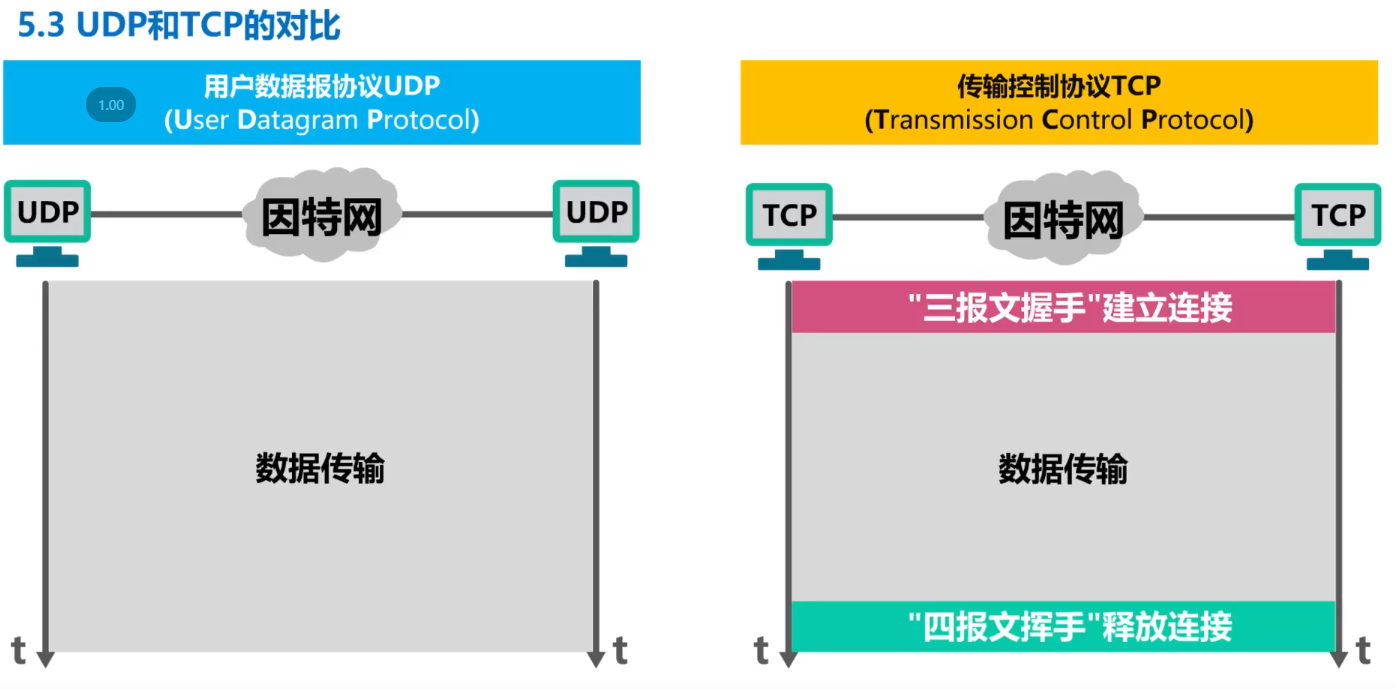 5.3 UDP和TCP的对比
用户数据报协议UDP
(User Datagram Protocol)
1.00
UDP
因特网
UDP
数据传输
t
t
传输控制协议TCP
(Transmission Control Protocol)
TCP
因特网
TCP
"三报文握手"建立连接
数据传输
"四报文挥手"释放连接
t
t